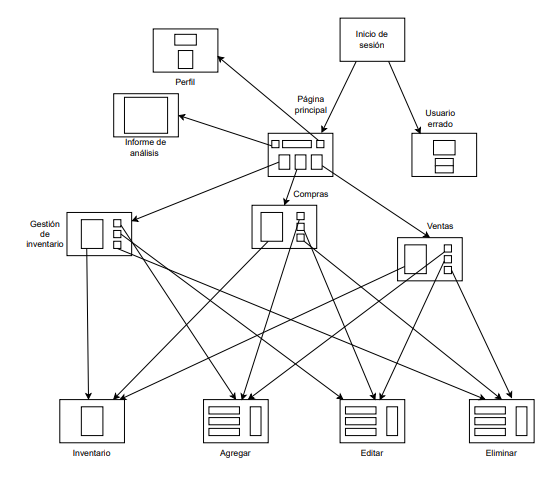 Inicio de
sesión
Perfil
Página
principal
Usuario
errado
Informe de
análisis
Compras
Gestión
de
inventario
Ventas
Inventario
Agregar
Editar
Eliminar